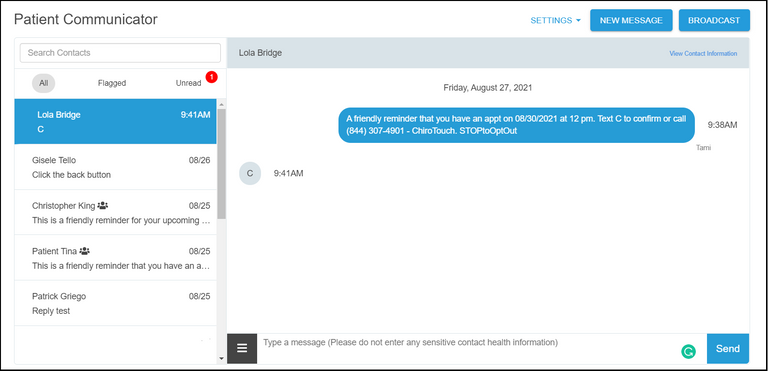 Patient Communicator
SETTINGS
NEW MESSAGE
BROADCAST
Search Contacts
All
Flagged
Unread
1
Lola Bridge 9:41AM
C
Gisele Tello 08/26
Click the back button
Christopher King 08/25
This is a friendly reminder for your upcoming ...
Patient Tina 08/25
This is a friendly reminder that you have an a...
Patrick Griego 08/25
Reply test
Lola Bridge
View Contact Information
Friday, August 27, 2021
A friendly reminder that you have an appt on 08/30/2021 at 12 pm. Text C to confirm or call
(844) 307-4901 - ChiroTouch. STOPtoOptOut
9:38AM
Tami
C 9:41AM
Type a message (Please do not enter any sensitive contact health information)
Send